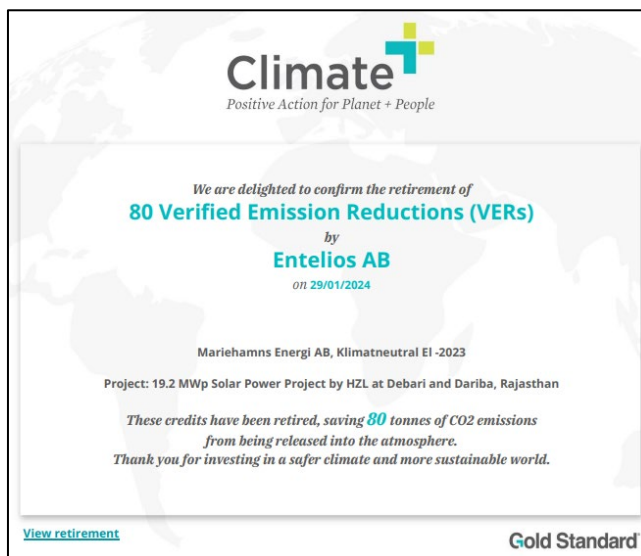 Climate+
Positive Action for Planet + People
We are delighted to confirm the retirement of
80 Verified Emission Reductions (VERs)
by
Entelios AB
on 29/01/2024
Mariehamns Energi AB, Klimatneutral El -2023
Project: 19.2 MWp Solar Power Project by HZL at Debari and Dariba, Rajasthan
These credits have been retired, saving 80 tonnes of CO2 emissions
from being released into the atmosphere.
Thank you for investing in a safer climate and more sustainable world.
View retirement
Gold Standard